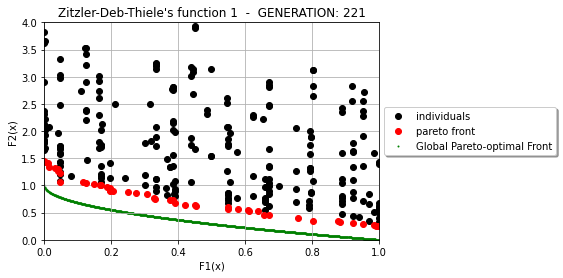 Zitzler-Deb-Thiele's function 1 - GENERATION: 221
4.0
3.5
3.0
2.5
2.0
1.5
1.0
0.5
0.0
F2(x)
0.0 0.2 0.4 0.6 0.8 1.0
F1(x)
individuals
pareto front
Global Pareto-optimal Front